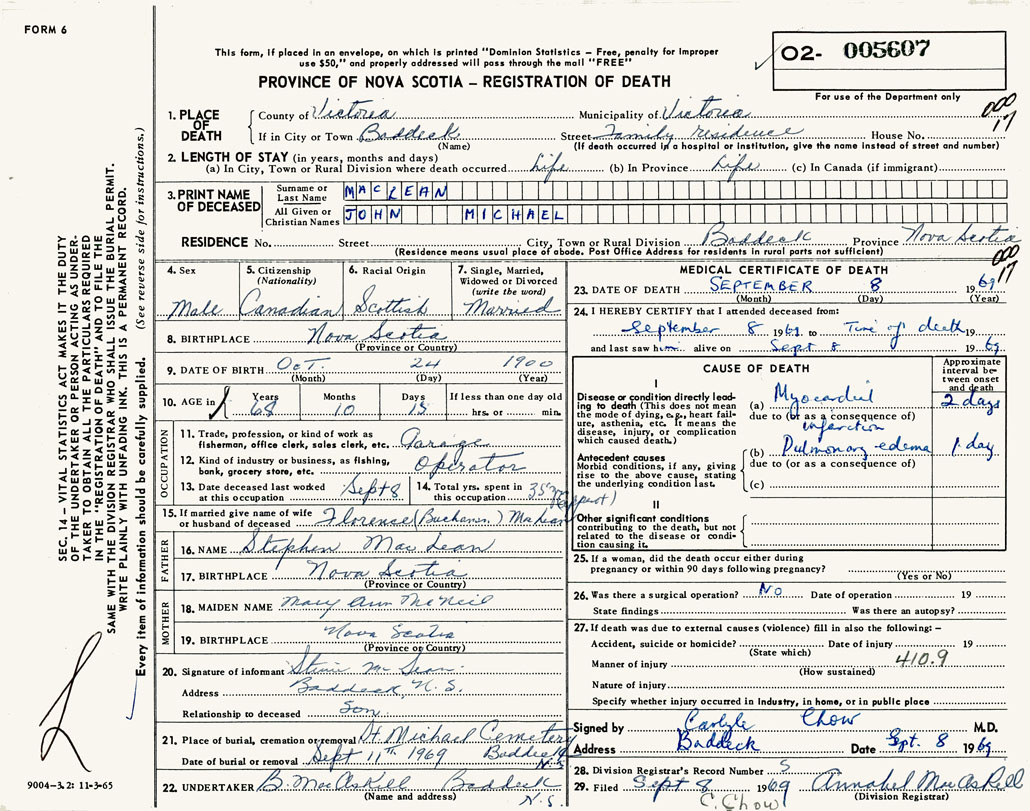 FORM 6
This form, if placed in an envelope, on which is printed "Dominion Statistics – Free, penalty for improper
use $50," and properly addressed will pass through the mail "FREE"
O2- 005607
For use of the Department only
PROVINCE OF NOVA SCOTIA – REGISTRATION OF DEATH
000
17
1. PLACE OF DEATH
County of Victoria Municipality of Victoria
If in City or Town Baddeck Street Family residence House No.
(Name) (If death occurred in a hospital or institution, give the name instead of street and number)
2. LENGTH OF STAY (in years, months and days)
(a) In City, Town or Rural Division where death occurred Life (b) In Province Life (c) In Canada (if immigrant)
3. PRINT NAME OF DECEASED
Surname or Last Name MACLEAN
All Given or Christian Names JOHN MICHAEL
RESIDENCE No. Street City, Town or Rural Division Baddeck Province Nova Scotia
(Residence means usual place of abode. Post Office Address for residents in rural parts not sufficient)
000
17
4. Sex Male
5. Citizenship (Nationality) Canadian
6. Racial Origin Scottish
7. Single, Married, Widowed or Divorced (write the word) Married
8. BIRTHPLACE Nova Scotia
(Province or Country)
9. DATE OF BIRTH Oct. 24 1900
(Month) (Day) (Year)
10. AGE in Years 68 Months 10 Days 15 If less than one day old hrs. or min.
OCCUPATION
11. Trade, profession, or kind of work as fisherman, office clerk, sales clerk, etc. Garage
12. Kind of industry or business, as fishing, bank, grocery store, etc. Operator
13. Date deceased last worked at this occupation Sept 8
14. Total yrs. spent in this occupation 35
15. If married give name of wife or husband of deceased Florence (Buchanan) MacLean
FATHER
16. NAME Stephen MacLean
17. BIRTHPLACE Nova Scotia
(Province or Country)
MOTHER
18. MAIDEN NAME Mary Ann McNeil
19. BIRTHPLACE Nova Scotia
(Province or Country)
20. Signature of informant
Address Baddeck, N.S.
Relationship to deceased Son
21. Place of burial, cremation or removal St Michael Cemetery
Date of burial or removal Sept 11th 1969 Baddeck N.S.
22. UNDERTAKER B. MacAskell Baddeck
(Name and address) N.S.
MEDICAL CERTIFICATE OF DEATH
23. DATE OF DEATH SEPTEMBER 8 1969
(Month) (Day) (Year)
24. I HEREBY CERTIFY that I attended deceased from:
September 8 1969 to Time of death 19
and last saw him alive on Sept 8 1969
CAUSE OF DEATH
Approximate interval between onset and death
I
Disease or condition directly leading to death (This does not mean the mode of dying, e.g., heart failure, asthenia, etc. It means the disease, injury, or complication which caused death.)
(a) Myocardial 2 days
due to (or as a consequence of)
infarction
Antecedent causes
Morbid conditions, if any, giving rise to the above cause, stating the underlying condition last.
(b) Pulmonary edema 1 day
due to (or as a consequence of)
(c)
II
Other significant conditions
contributing to the death, but not related to the disease or condition causing it.
25. If a woman, did the death occur either during
pregnancy or within 90 days following pregnancy?
(Yes or No)
26. Was there a surgical operation? No Date of operation 19
State findings Was there an autopsy?
27. If death was due to external causes (violence) fill in also the following: –
Accident, suicide or homicide? Date of injury 19
(State which)
Manner of injury 410.9
(How sustained)
Nature of injury
Specify whether injury occurred in industry, in home, or in public place
Signed by Carlyle Chow M.D.
Address Baddeck Date Sept. 8 1969
28. Division Registrar's Record Number 5
29. Filed Sept 8 1969 Annabel MacAskell
C. Chow (Division Registrar)
SEC. 14 – VITAL STATISTICS ACT MAKES IT THE DUTY
OF THE UNDERTAKER OR PERSON ACTING AS UNDER-
TAKER TO OBTAIN ALL THE PARTICULARS REQUIRED
IN THE "REGISTRATION OF DEATH" AND TO FILE THE
SAME WITH THE DIVISION REGISTRAR WHO SHALL ISSUE THE BURIAL PERMIT.
WRITE PLAINLY WITH UNFADING INK. THIS IS A PERMANENT RECORD.
Every item of information should be carefully supplied. (See reverse side for instructions.)
9004-3.2: 11-3-65